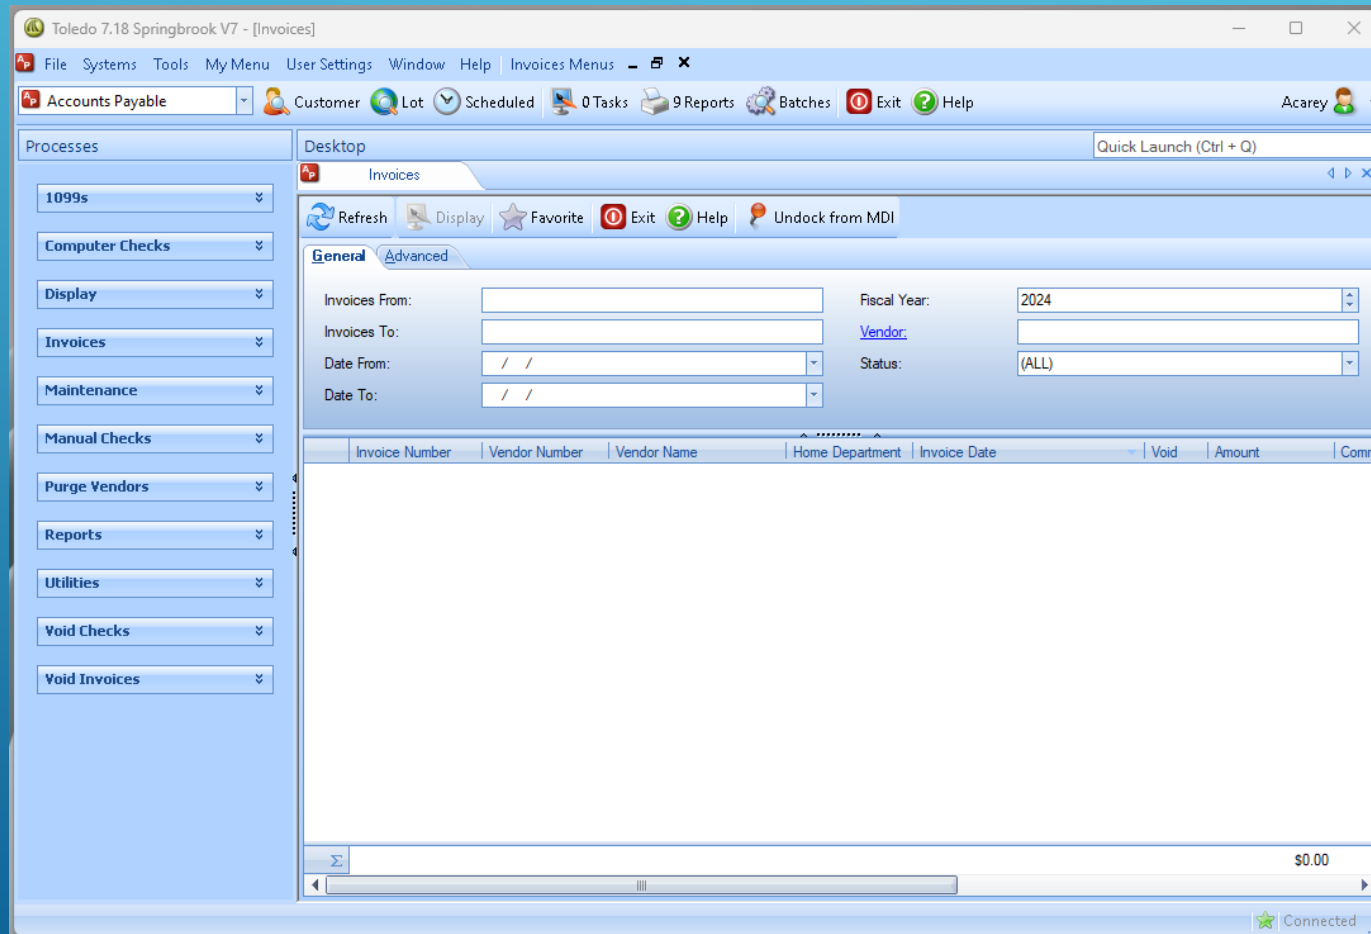 Toledo 7.18 Springbrook V7 - [Invoices]
File Systems Tools My Menu User Settings Window Help Invoices Menus
Accounts Payable Customer Lot Scheduled 0 Tasks 9 Reports Batches Exit Help Acarey
Processes
Desktop
Quick Launch (Ctrl + Q)
Invoices
1099s
Computer Checks
Display
Invoices
Maintenance
Manual Checks
Purge Vendors
Reports
Utilities
Void Checks
Void Invoices
Refresh Display Favorite Exit Help Undock from MDI
General Advanced
Invoices From: Fiscal Year: 2024
Invoices To: Vendor:
Date From: / / Status: (ALL)
Date To: / /
Invoice Number Vendor Number Vendor Name Home Department Invoice Date Void Amount Comm
Σ $0.00
Connected